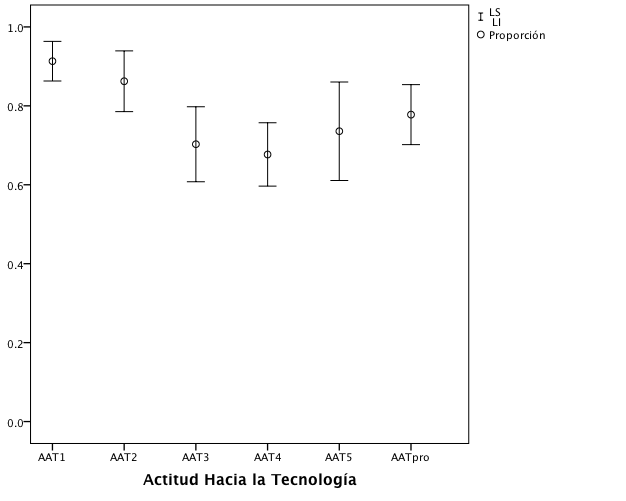 LS
LI
Proporción
1.0
0.8
0.6
0.4
0.2
0.0
AAT1 AAT2 AAT3 AAT4 AAT5 AATpro
Actitud Hacia la Tecnología